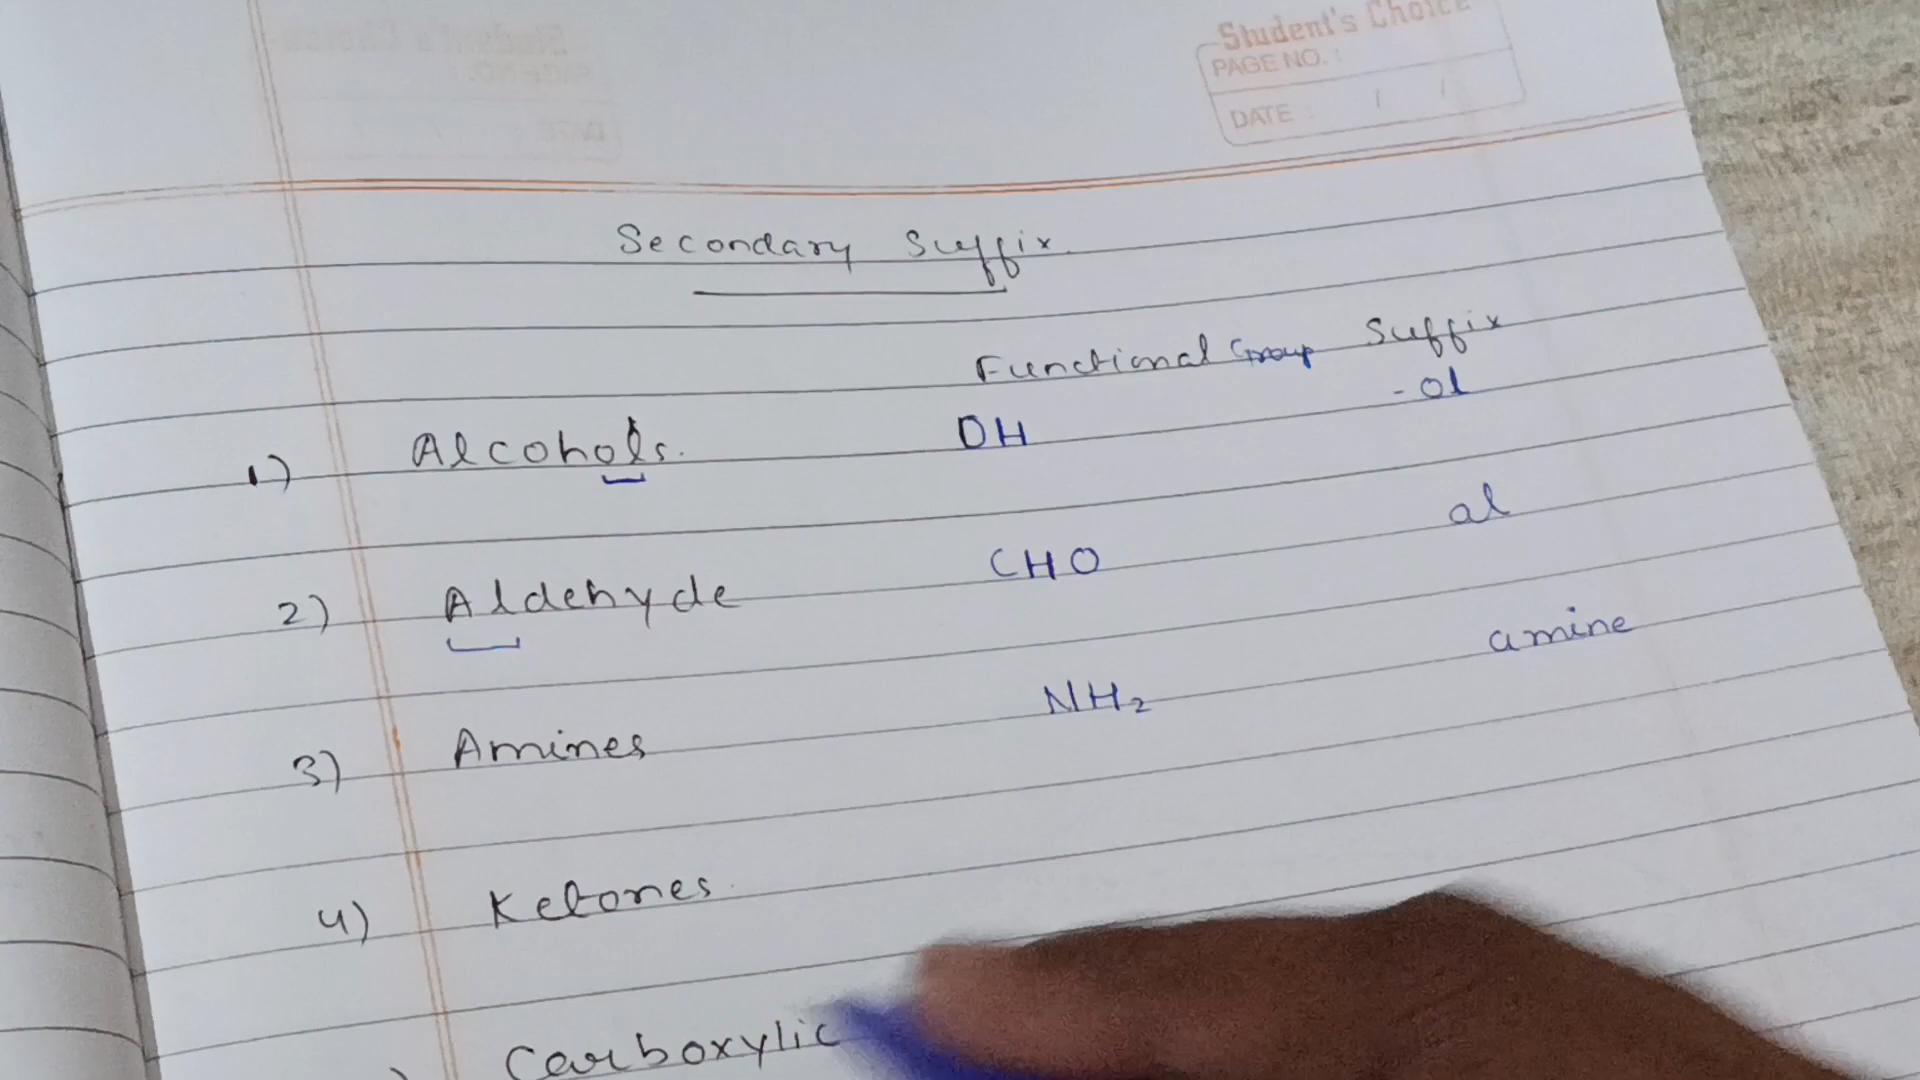 Student's Choice
PAGE NO. :
DATE : / /
Secondary Suffix
Functional Group Suffix
1) Alcohols. OH - ol
2) Aldehyde CHO al
3) Amines NH₂ amine
4) Ketones
Carboxylic